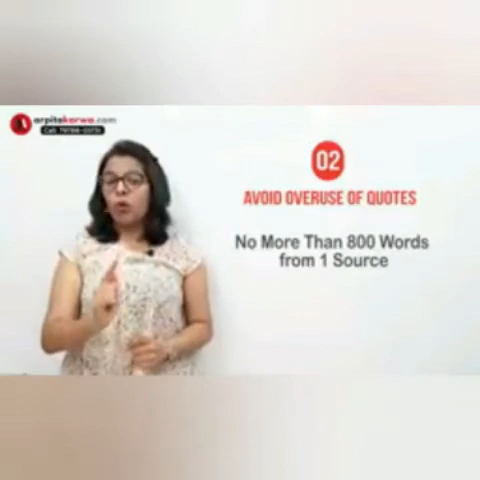 arpitakarwa.com
02
AVOID OVERUSE OF QUOTES
No More Than 800 Words
from 1 Source